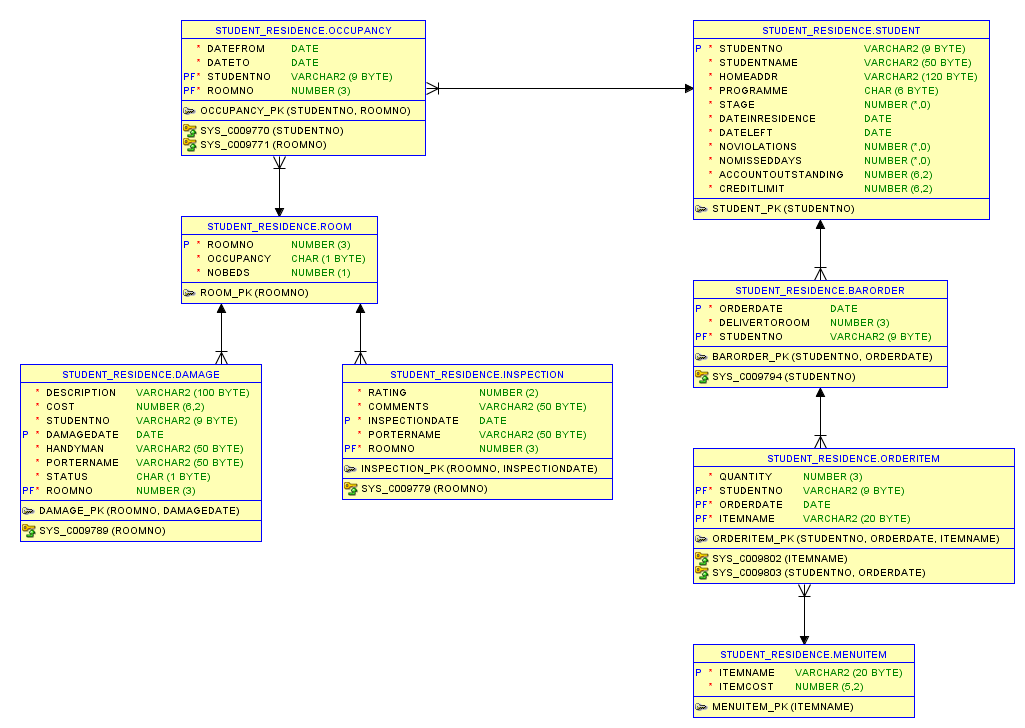 STUDENT_RESIDENCE.OCCUPANCY
* DATEFROM DATE
* DATETO DATE
PF* STUDENTNO VARCHAR2 (9 BYTE)
PF* ROOMNO NUMBER (3)
OCCUPANCY_PK (STUDENTNO, ROOMNO)
SYS_C009770 (STUDENTNO)
SYS_C009771 (ROOMNO)
STUDENT_RESIDENCE.STUDENT
P * STUDENTNO VARCHAR2 (9 BYTE)
* STUDENTNAME VARCHAR2 (50 BYTE)
* HOMEADDR VARCHAR2 (120 BYTE)
* PROGRAMME CHAR (6 BYTE)
* STAGE NUMBER (*,0)
* DATEINRESIDENCE DATE
* DATELEFT DATE
* NOVIOLATIONS NUMBER (*,0)
* NOMISSEDDAYS NUMBER (*,0)
* ACCOUNTOUTSTANDING NUMBER (6,2)
* CREDITLIMIT NUMBER (6,2)
STUDENT_PK (STUDENTNO)
STUDENT_RESIDENCE.ROOM
P * ROOMNO NUMBER (3)
* OCCUPANCY CHAR (1 BYTE)
* NOBEDS NUMBER (1)
ROOM_PK (ROOMNO)
STUDENT_RESIDENCE.BARORDER
P * ORDERDATE DATE
* DELIVERTOROOM NUMBER (3)
PF* STUDENTNO VARCHAR2 (9 BYTE)
BARORDER_PK (STUDENTNO, ORDERDATE)
SYS_C009794 (STUDENTNO)
STUDENT_RESIDENCE.DAMAGE
* DESCRIPTION VARCHAR2 (100 BYTE)
* COST NUMBER (6,2)
* STUDENTNO VARCHAR2 (9 BYTE)
P * DAMAGEDATE DATE
* HANDYMAN VARCHAR2 (50 BYTE)
* PORTERNAME VARCHAR2 (50 BYTE)
* STATUS CHAR (1 BYTE)
PF* ROOMNO NUMBER (3)
DAMAGE_PK (ROOMNO, DAMAGEDATE)
SYS_C009789 (ROOMNO)
STUDENT_RESIDENCE.INSPECTION
* RATING NUMBER (2)
* COMMENTS VARCHAR2 (50 BYTE)
P * INSPECTIONDATE DATE
* PORTERNAME VARCHAR2 (50 BYTE)
PF* ROOMNO NUMBER (3)
INSPECTION_PK (ROOMNO, INSPECTIONDATE)
SYS_C009779 (ROOMNO)
STUDENT_RESIDENCE.ORDERITEM
* QUANTITY NUMBER (3)
PF* STUDENTNO VARCHAR2 (9 BYTE)
PF* ORDERDATE DATE
PF* ITEMNAME VARCHAR2 (20 BYTE)
ORDERITEM_PK (STUDENTNO, ORDERDATE, ITEMNAME)
SYS_C009802 (ITEMNAME)
SYS_C009803 (STUDENTNO, ORDERDATE)
STUDENT_RESIDENCE.MENUITEM
P * ITEMNAME VARCHAR2 (20 BYTE)
* ITEMCOST NUMBER (5,2)
MENUITEM_PK (ITEMNAME)